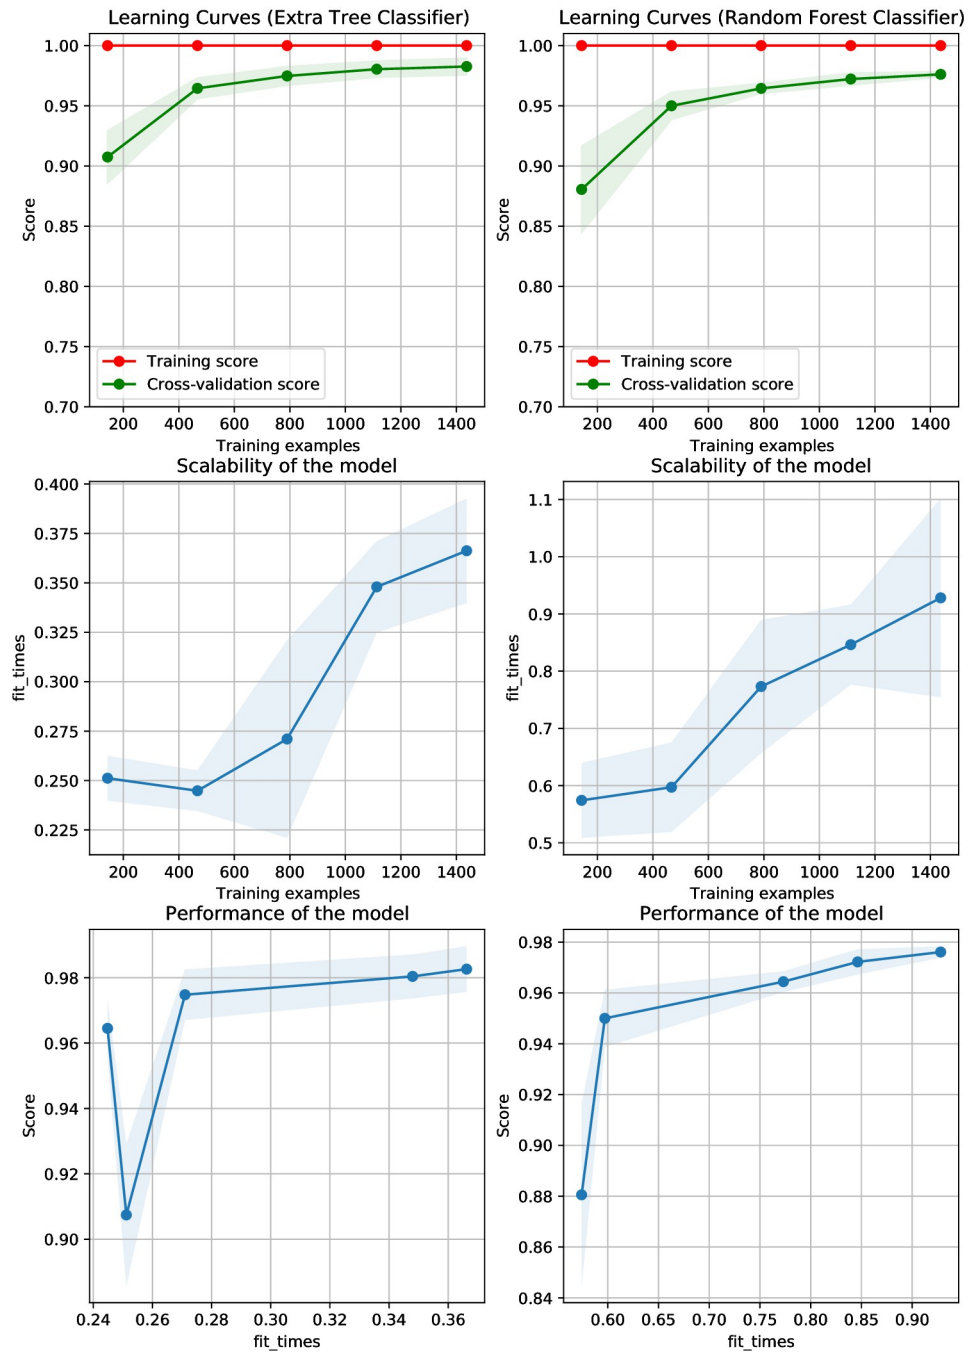 Learning Curves (Extra Tree Classifier)
1.00
0.95
0.90
0.85
0.80
0.75
0.70
Score
Training score
Cross-validation score
200 400 600 800 1000 1200 1400
Training examples
Learning Curves (Random Forest Classifier)
1.00
0.95
0.90
0.85
0.80
0.75
0.70
Score
Training score
Cross-validation score
200 400 600 800 1000 1200 1400
Training examples
Scalability of the model
0.400
0.375
0.350
0.325
0.300
0.275
0.250
0.225
fit_times
200 400 600 800 1000 1200 1400
Training examples
Scalability of the model
1.1
1.0
0.9
0.8
0.7
0.6
0.5
fit_times
200 400 600 800 1000 1200 1400
Training examples
Performance of the model
0.98
0.96
0.94
0.92
0.90
Score
0.24 0.26 0.28 0.30 0.32 0.34 0.36
fit_times
Performance of the model
0.98
0.96
0.94
0.92
0.90
0.88
0.86
0.84
Score
0.60 0.65 0.70 0.75 0.80 0.85 0.90
fit_times